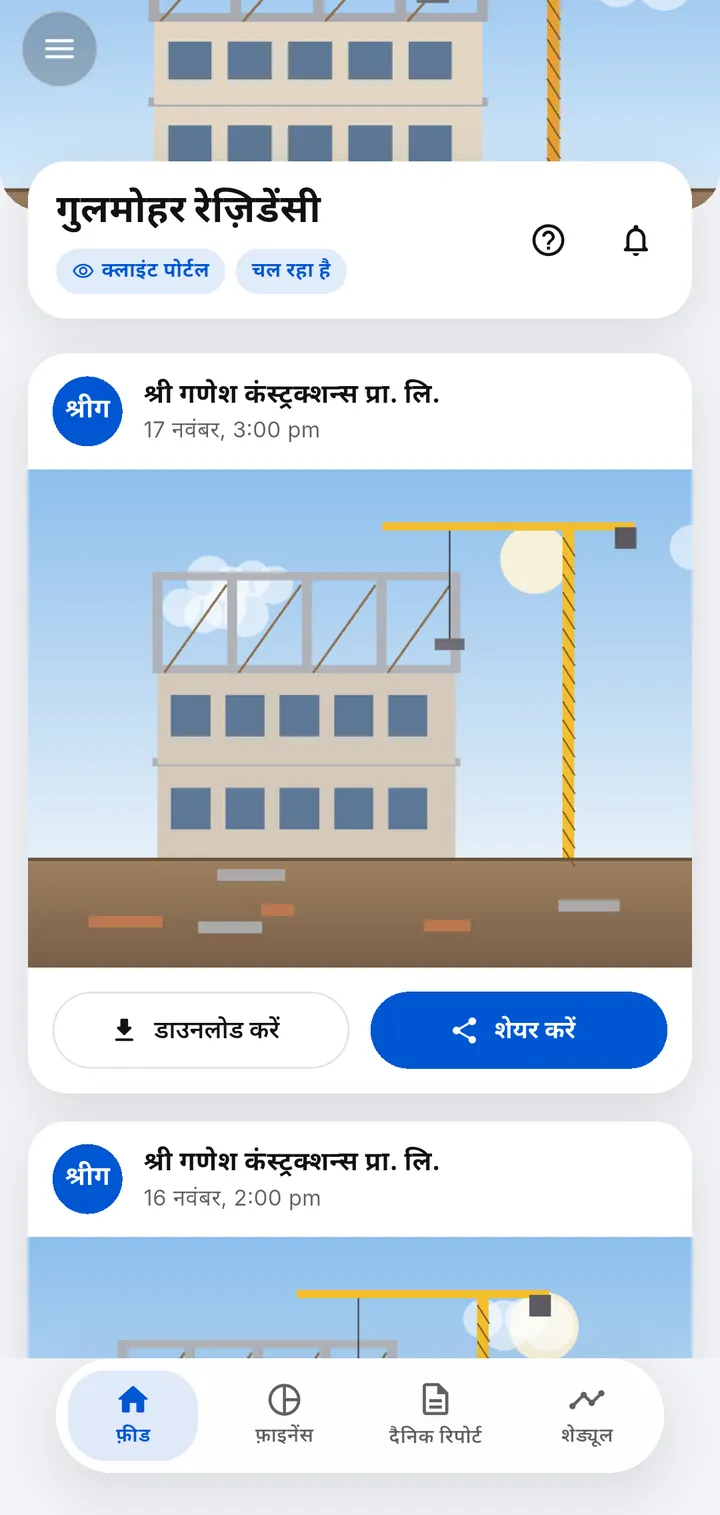 गुलमोहर रेज़िडेंसी
क्लाइंट पोर्टल
चल रहा है
श्रीग
श्री गणेश कंस्ट्रक्शन्स प्रा. लि.
17 नवंबर, 3:00 pm
डाउनलोड करें
शेयर करें
श्रीग
श्री गणेश कंस्ट्रक्शन्स प्रा. लि.
16 नवंबर, 2:00 pm
फ़ीड
फ़ाइनेंस
दैनिक रिपोर्ट
शेड्यूल